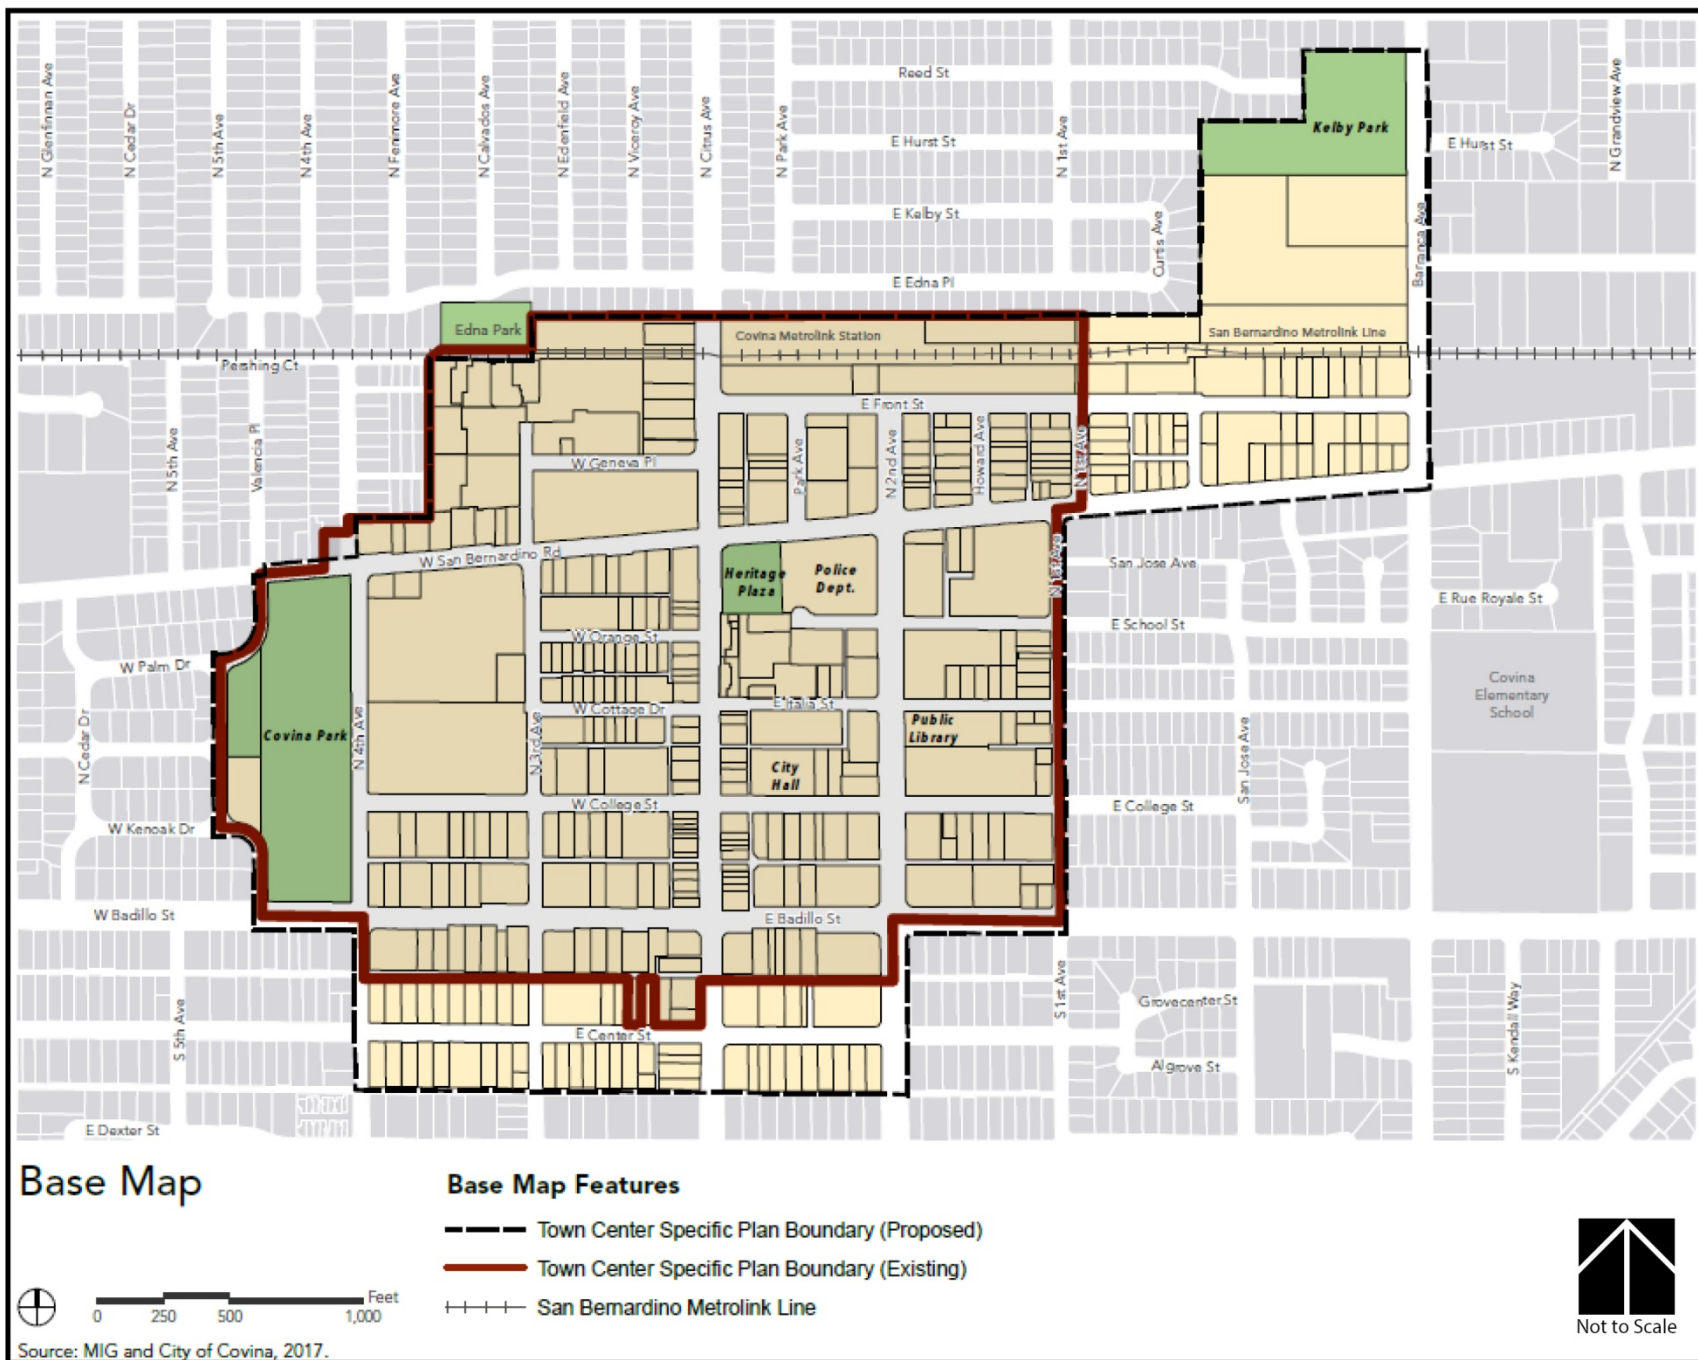 N Glenfinnan Ave
N Cedar Dr
N 5th Ave
N 4th Ave
N Fenimore Ave
N Calvados Ave
N Edenfield Ave
N Viceroy Ave
N Citrus Ave
N Park Ave
Reed St
N 1st Ave
N Grandview Ave
Kelby Park
E Hurst St
E Hurst St
E Kelby St
Curtis Ave
Barranca Ave
E Edna Pl
Edna Park
Covina Metrolink Station
San Bernardino Metrolink Line
Pershing Ct
E Front St
N 5th Ave
Valencia Pl
W Geneva Pl
Park Ave
N 2nd Ave
Howard Ave
N 1st Ave
W San Bernardino Rd
Heritage
Plaza
Police
Dept.
N 1st Ave
San Jose Ave
E Rue Royale St
W Orange St
E School St
W Palm Dr
Covina
Elementary
School
E Italia St
W Cottage Dr
Public
Library
N Cedar Dr
Covina Park
N 4th Ave
N 3rd Ave
City
Hall
San Jose Ave
W College St
E College St
W Kenoak Dr
W Badillo St
E Badillo St
S 5th Ave
S 1st Ave
Grovecenter St
S Kendall Way
E Center St
Algrove St
E Dexter St
Base Map
Base Map Features
Town Center Specific Plan Boundary (Proposed)
Town Center Specific Plan Boundary (Existing)
San Bernardino Metrolink Line
Feet
0 250 500 1,000
Not to Scale
Source: MIG and City of Covina, 2017.